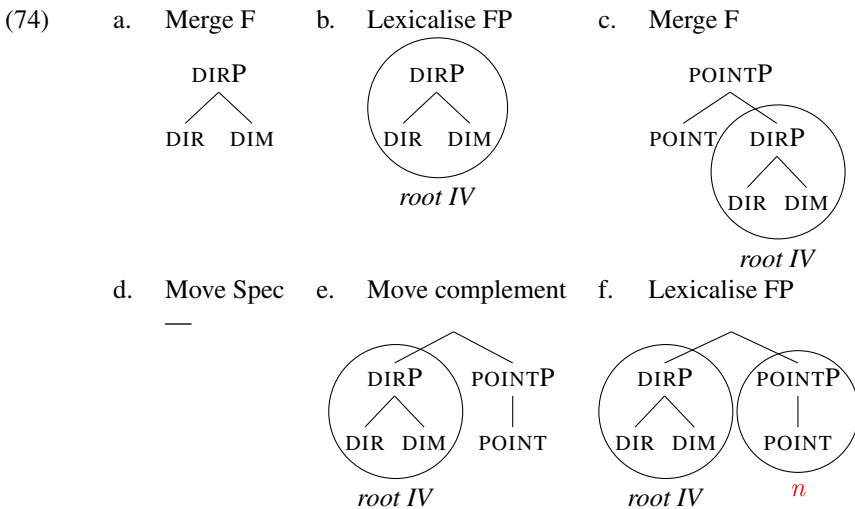 (74) a. Merge F b. Lexicalise FP c. Merge F
DIRP DIRP POINTP
DIR DIM DIR DIM POINT DIRP
root IV DIR DIM
root IV
d. Move Spec e. Move complement f. Lexicalise FP
—
DIRP POINTP DIRP POINTP
DIR DIM POINT DIR DIM POINT
root IV root IV n